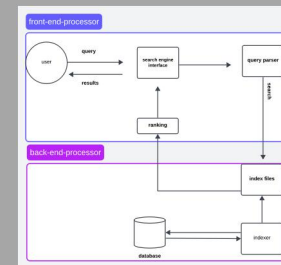 front-end-processor
query
user
results
search engine
interface
query parser
search
ranking
back-end-processor
index files
indexer
database